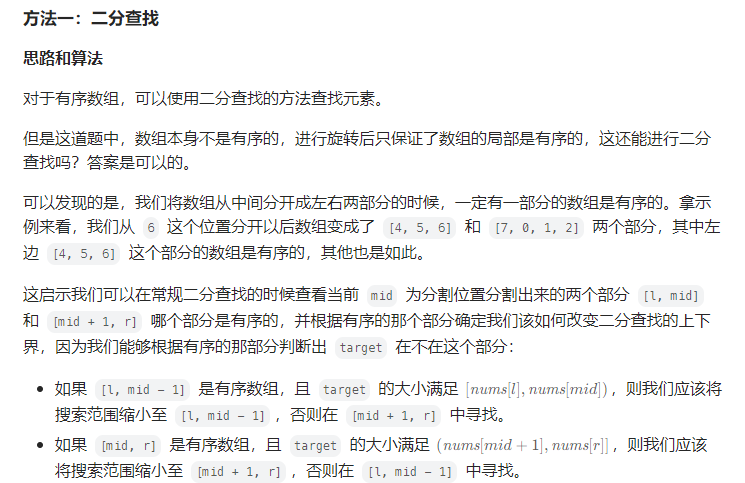 方法一：二分查找
思路和算法
对于有序数组，可以使用二分查找的方法查找元素。
但是这道题中，数组本身不是有序的，进行旋转后只保证了数组的局部是有序的，这还能进行二分
查找吗？答案是可以的。
可以发现的是，我们将数组从中间分开成左右两部分的时候，一定有一部分的数组是有序的。拿示
例来看，我们从 6 这个位置分开以后数组变成了 [4, 5, 6] 和 [7, 0, 1, 2] 两个部分，其中左
边 [4, 5, 6] 这个部分的数组是有序的，其他也是如此。
这启示我们可以在常规二分查找的时候查看当前 mid 为分割位置分割出来的两个部分 [l, mid]
和 [mid + 1, r] 哪个部分是有序的，并根据有序的那个部分确定我们该如何改变二分查找的上下
界，因为我们能够根据有序的那部分判断出 target 在不在这个部分：
• 如果 [l, mid - 1] 是有序数组，且 target 的大小满足 [nums[l], nums[mid])，则我们应该将
搜索范围缩小至 [l, mid - 1]，否则在 [mid + 1, r] 中寻找。
• 如果 [mid, r] 是有序数组，且 target 的大小满足 (nums[mid + 1], nums[r]]，则我们应该
将搜索范围缩小至 [mid + 1, r]，否则在 [l, mid - 1] 中寻找。